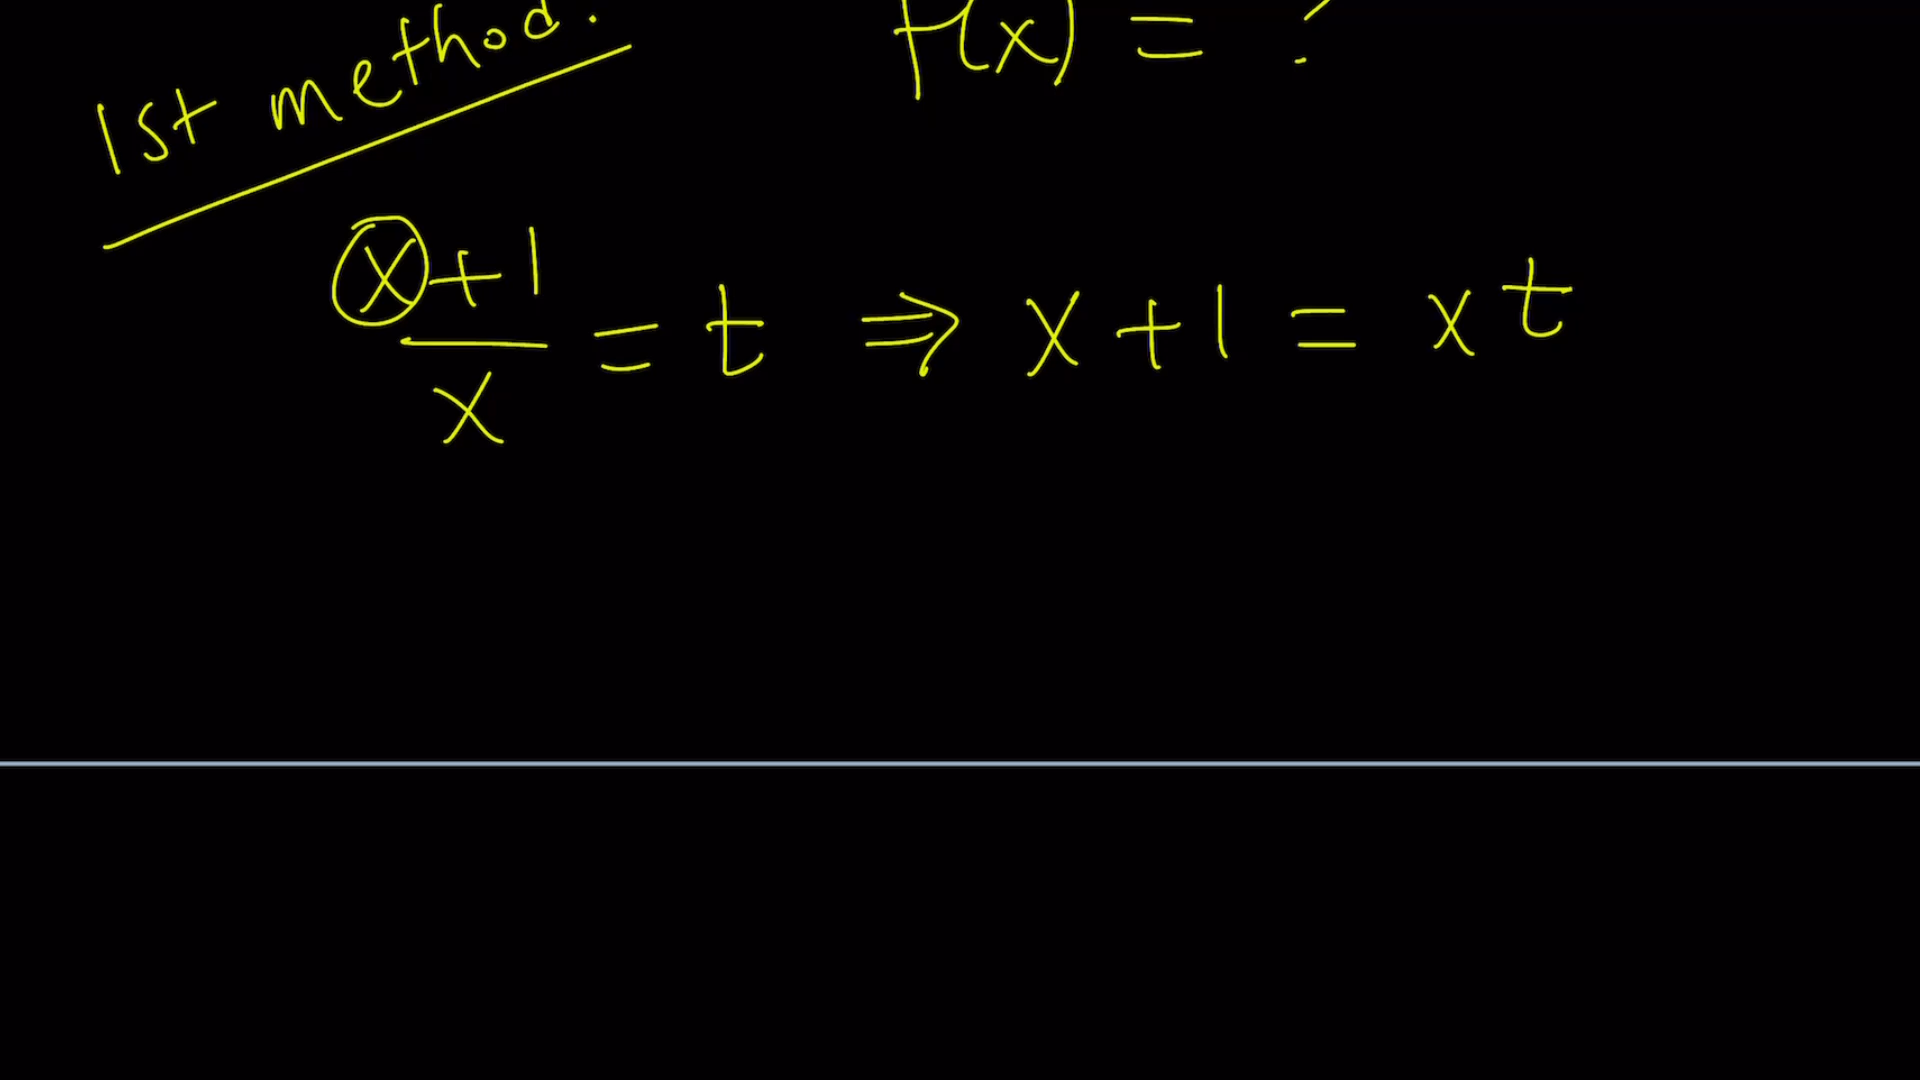 1st method.
f(x) = ?
x+1/x = t ⇒ x+1 = xt